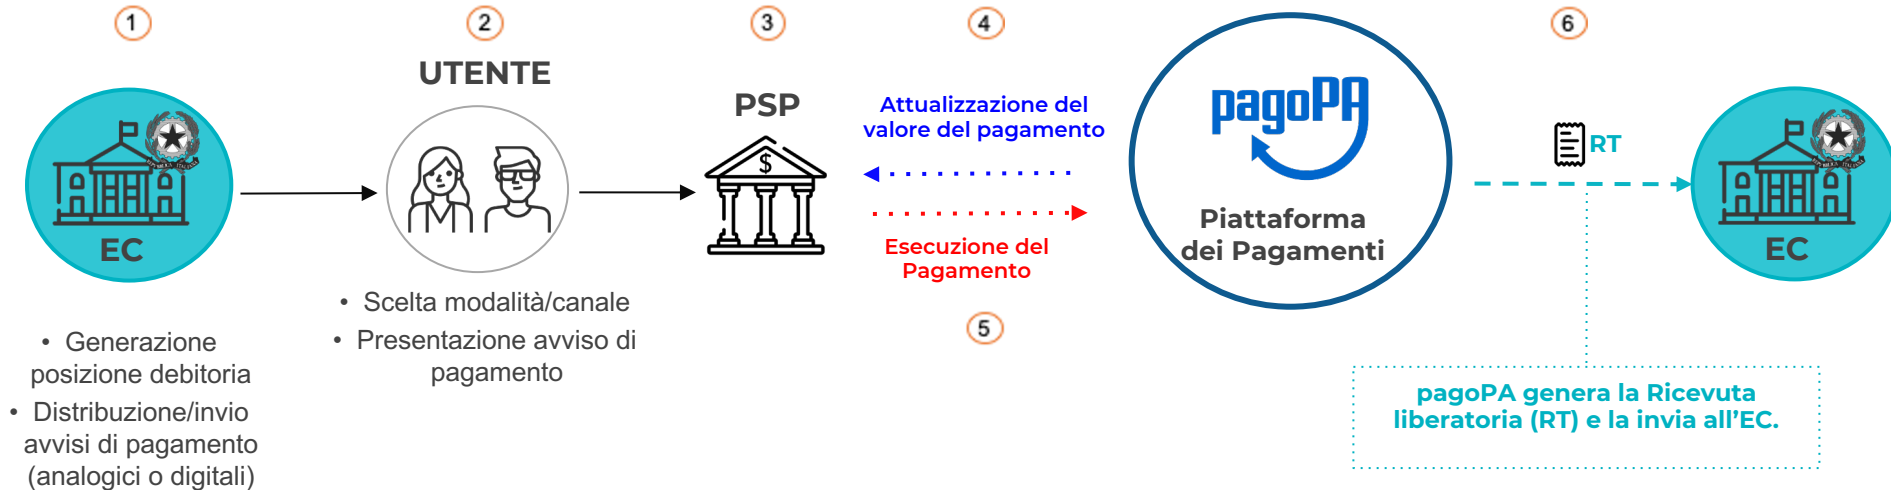 1
2
3
4
6
UTENTE
PSP
Attualizzazione del
valore del pagamento
pagoPA
RT
EC
Esecuzione del
Pagamento
Piattaforma
dei Pagamenti
EC
• Scelta modalità/canale
• Presentazione avviso di
pagamento
5
• Generazione
posizione debitoria
• Distribuzione/invio
avvisi di pagamento
(analogici o digitali)
pagoPA genera la Ricevuta
liberatoria (RT) e la invia all'EC.
$